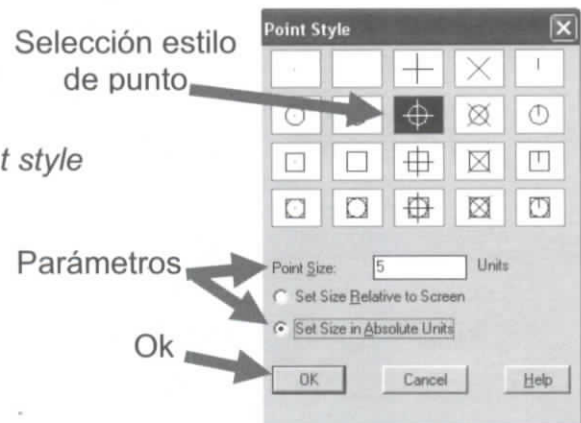 Selección estilo
de punto
t style
Parámetros
Ok
Point Style
Point Size: 5 Units
Set Size Relative to Screen
Set Size in Absolute Units
OK Cancel Help